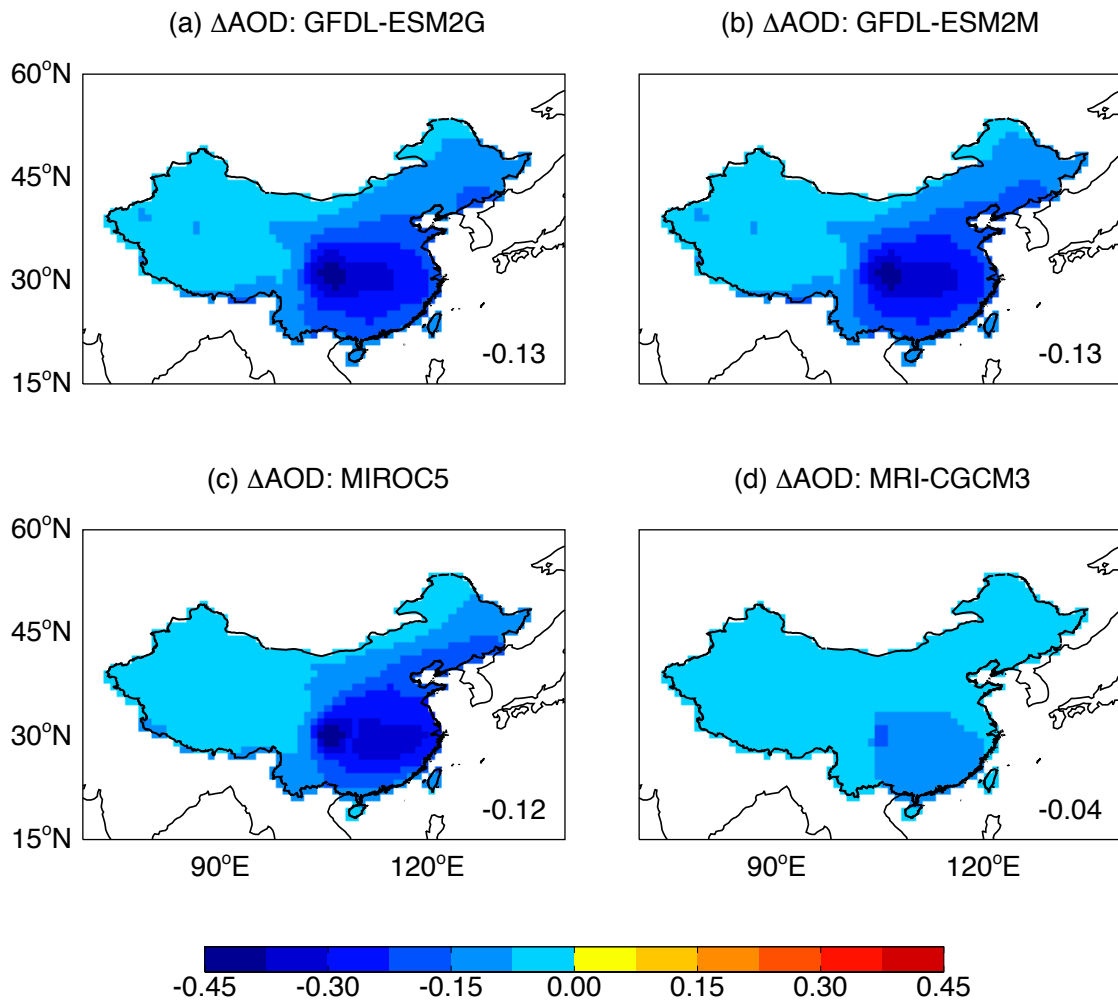 (a) ΔAOD: GFDL-ESM2G
(b) ΔAOD: GFDL-ESM2M
60°N
45°N
30°N
15°N
-0.13
-0.13
(c) ΔAOD: MIROC5
(d) ΔAOD: MRI-CGCM3
60°N
45°N
30°N
15°N
-0.12
-0.04
90°E 120°E
90°E 120°E
-0.45 -0.30 -0.15 0.00 0.15 0.30 0.45